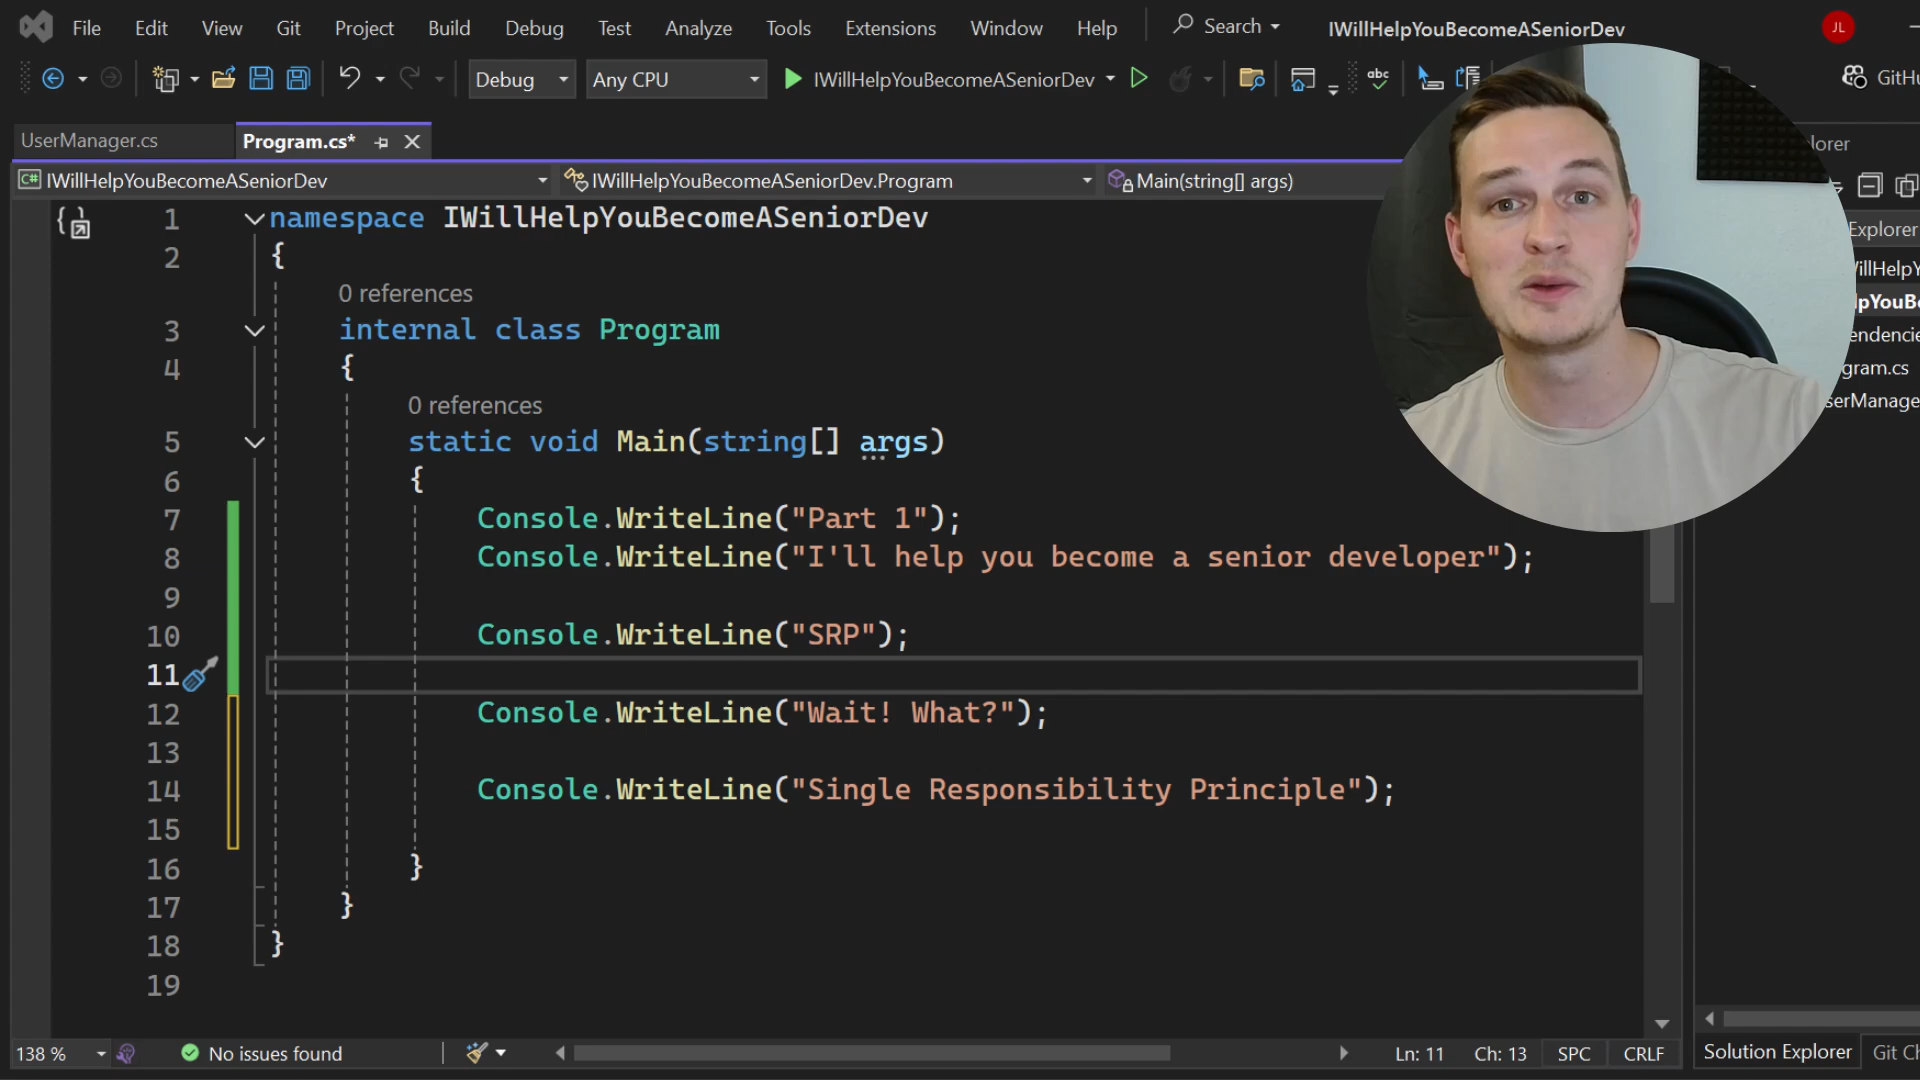 File Edit View Git Project Build Debug Test Analyze Tools Extensions Window Help Search IWillHelpYouBecomeASeniorDev JL
Debug Any CPU IWillHelpYouBecomeASeniorDev abc
UserManager.cs Program.cs*
C# IWillHelpYouBecomeASeniorDev IWillHelpYouBecomeASeniorDev.Program Main(string[] args)
1 namespace IWillHelpYouBecomeASeniorDev
2 {
0 references
3 internal class Program
4 {
0 references
5 static void Main(string[] args)
6 {
7 Console.WriteLine("Part 1");
8 Console.WriteLine("I'll help you become a senior developer");
9
10 Console.WriteLine("SRP");
11
12 Console.WriteLine("Wait! What?");
13
14 Console.WriteLine("Single Responsibility Principle");
15
16 }
17 }
18 }
19
Explorer
gram.cs
138 % No issues found Ln: 11 Ch: 13 SPC CRLF
Solution Explorer Git